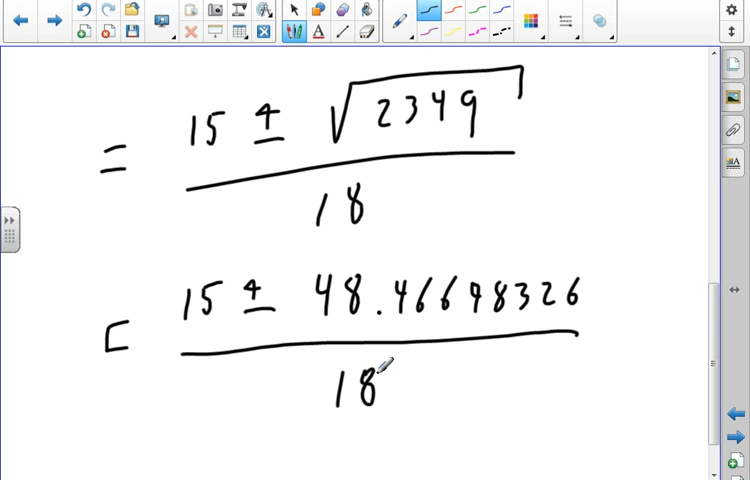 = 15 ± √2349
18
= 15 ± 48.46648326
18